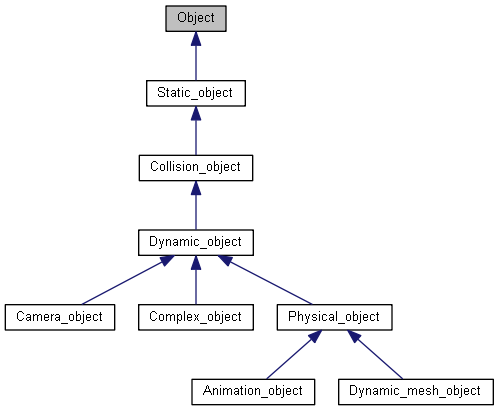 Object
Static_object
Collision_object
Dynamic_object
Camera_object
Complex_object
Physical_object
Animation_object
Dynamic_mesh_object